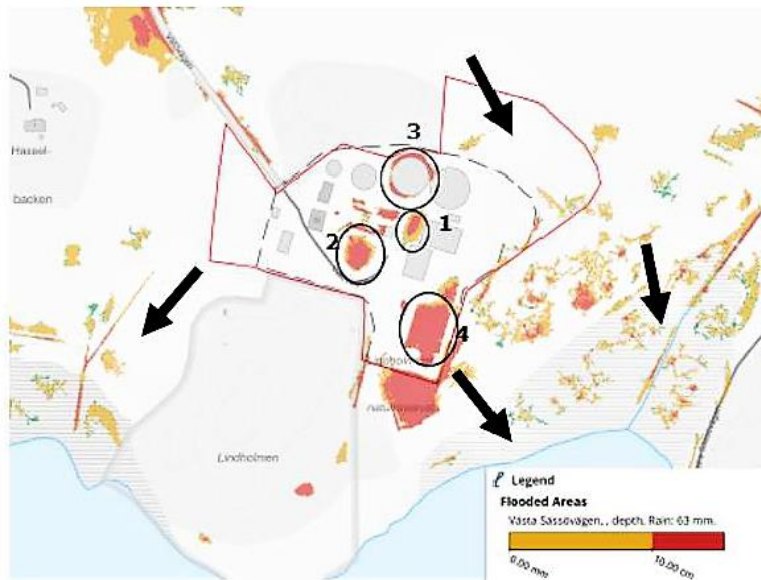 3
Hassel-
backen
1
2
4
Lindholmen
Legend
Flooded Areas
Västa Sässovägen, , depth. Rain: 63 mm.
0.00 mm
10.00 cm